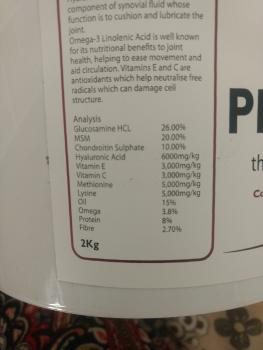 component of synovial fluid whose
function is to cushion and lubricate the
joint.
Omega-3 Linolenic Acid is well known
for its nutritional benefits to joint
health, helping to ease movement and
aid circulation. Vitamins E and C are
antioxidants which help neutralise free
radicals which can damage cell
structure.
Analysis
Glucosamine HCL 26.00%
MSM 20.00%
Chondroitin Sulphate 10.00%
Hyaluronic Acid 6000mg/kg
Vitamin E 3,000mg/kg
Vitamin C 3,000mg/kg
Methionine 5,000mg/kg
Lysine 5,000mg/kg
Oil 15%
Omega 3.8%
Protein 8%
Fibre 2.70%
2Kg
P
th
Co